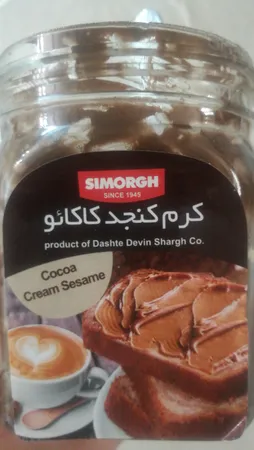 SIMORGH
SINCE 1945
کرم کنجد کاکائو
product of Dashte Devin Shargh Co.
Cocoa
Cream Sesame